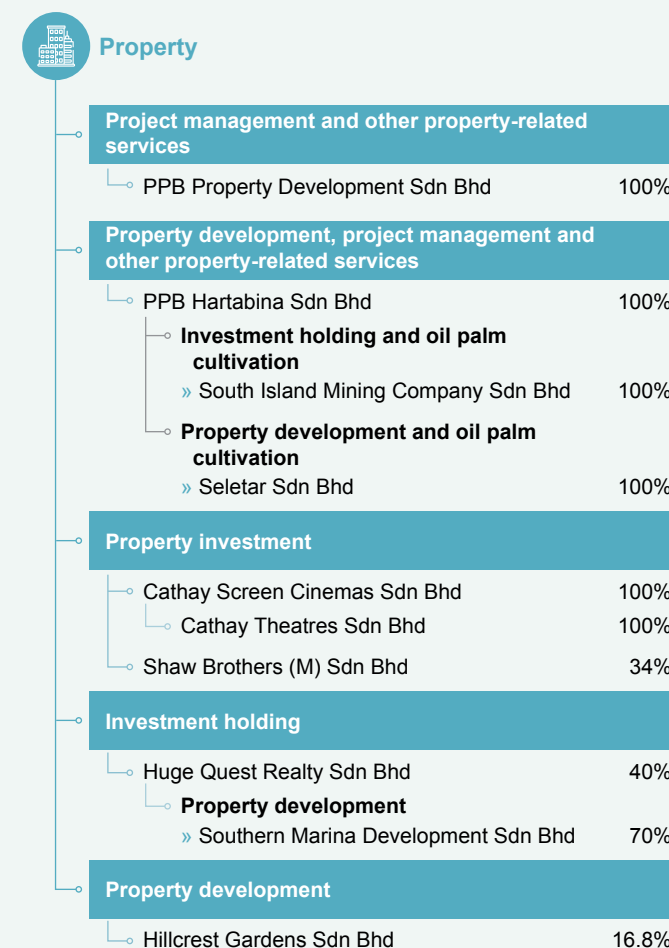 Property
Project management and other property-related
services
PPB Property Development Sdn Bhd 100%
Property development, project management and
other property-related services
PPB Hartabina Sdn Bhd 100%
Investment holding and oil palm
cultivation
» South Island Mining Company Sdn Bhd 100%
Property development and oil palm
cultivation
» Seletar Sdn Bhd 100%
Property investment
Cathay Screen Cinemas Sdn Bhd 100%
Cathay Theatres Sdn Bhd 100%
Shaw Brothers (M) Sdn Bhd 34%
Investment holding
Huge Quest Realty Sdn Bhd 40%
Property development
» Southern Marina Development Sdn Bhd 70%
Property development
Hillcrest Gardens Sdn Bhd 16.8%